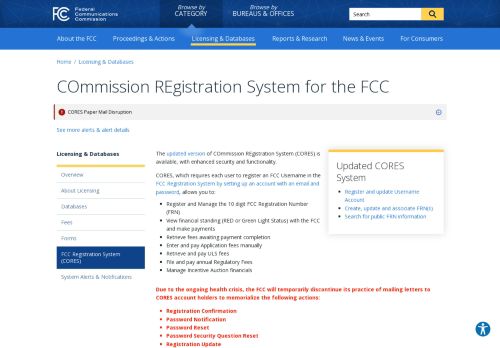 FCC Federal
Communications
Commission
Browse by
CATEGORY
Browse by
BUREAUS & OFFICES
Search
About the FCC Proceedings & Actions Licensing & Databases Reports & Research News & Events For Consumers
Home / Licensing & Databases
COmmission REgistration System for the FCC
CORES Paper Mail Disruption
See more alerts & alert details
Licensing & Databases
Overview
About Licensing
Databases
Fees
Forms
FCC Registration System
(CORES)
System Alerts & Notifications
The updated version of COmmission REgistration System (CORES) is
available, with enhanced security and functionality.
CORES, which requires each user to register an FCC Username in the
FCC Registration System by setting up an account with an email and
password, allows you to:
Register and Manage the 10 digit FCC Registration Number
(FRN)
View financial standing (RED or Green Light Status) with the FCC
and make payments
Retrieve fees awaiting payment completion
Enter and pay Application fees manually
Retrieve and pay ULS fees
File and pay annual Regulatory Fees
Manage Incentive Auction financials
Due to the ongoing health crisis, the FCC will temporarily discontinue its practice of mailing letters to
CORES account holders to memorialize the following actions:
Registration Confirmation
Password Notification
Password Reset
Password Security Question Reset
Registration Update
Updated CORES
System
Register and update Username
Account
Create, update and associate FRN(s)
Search for public FRN information